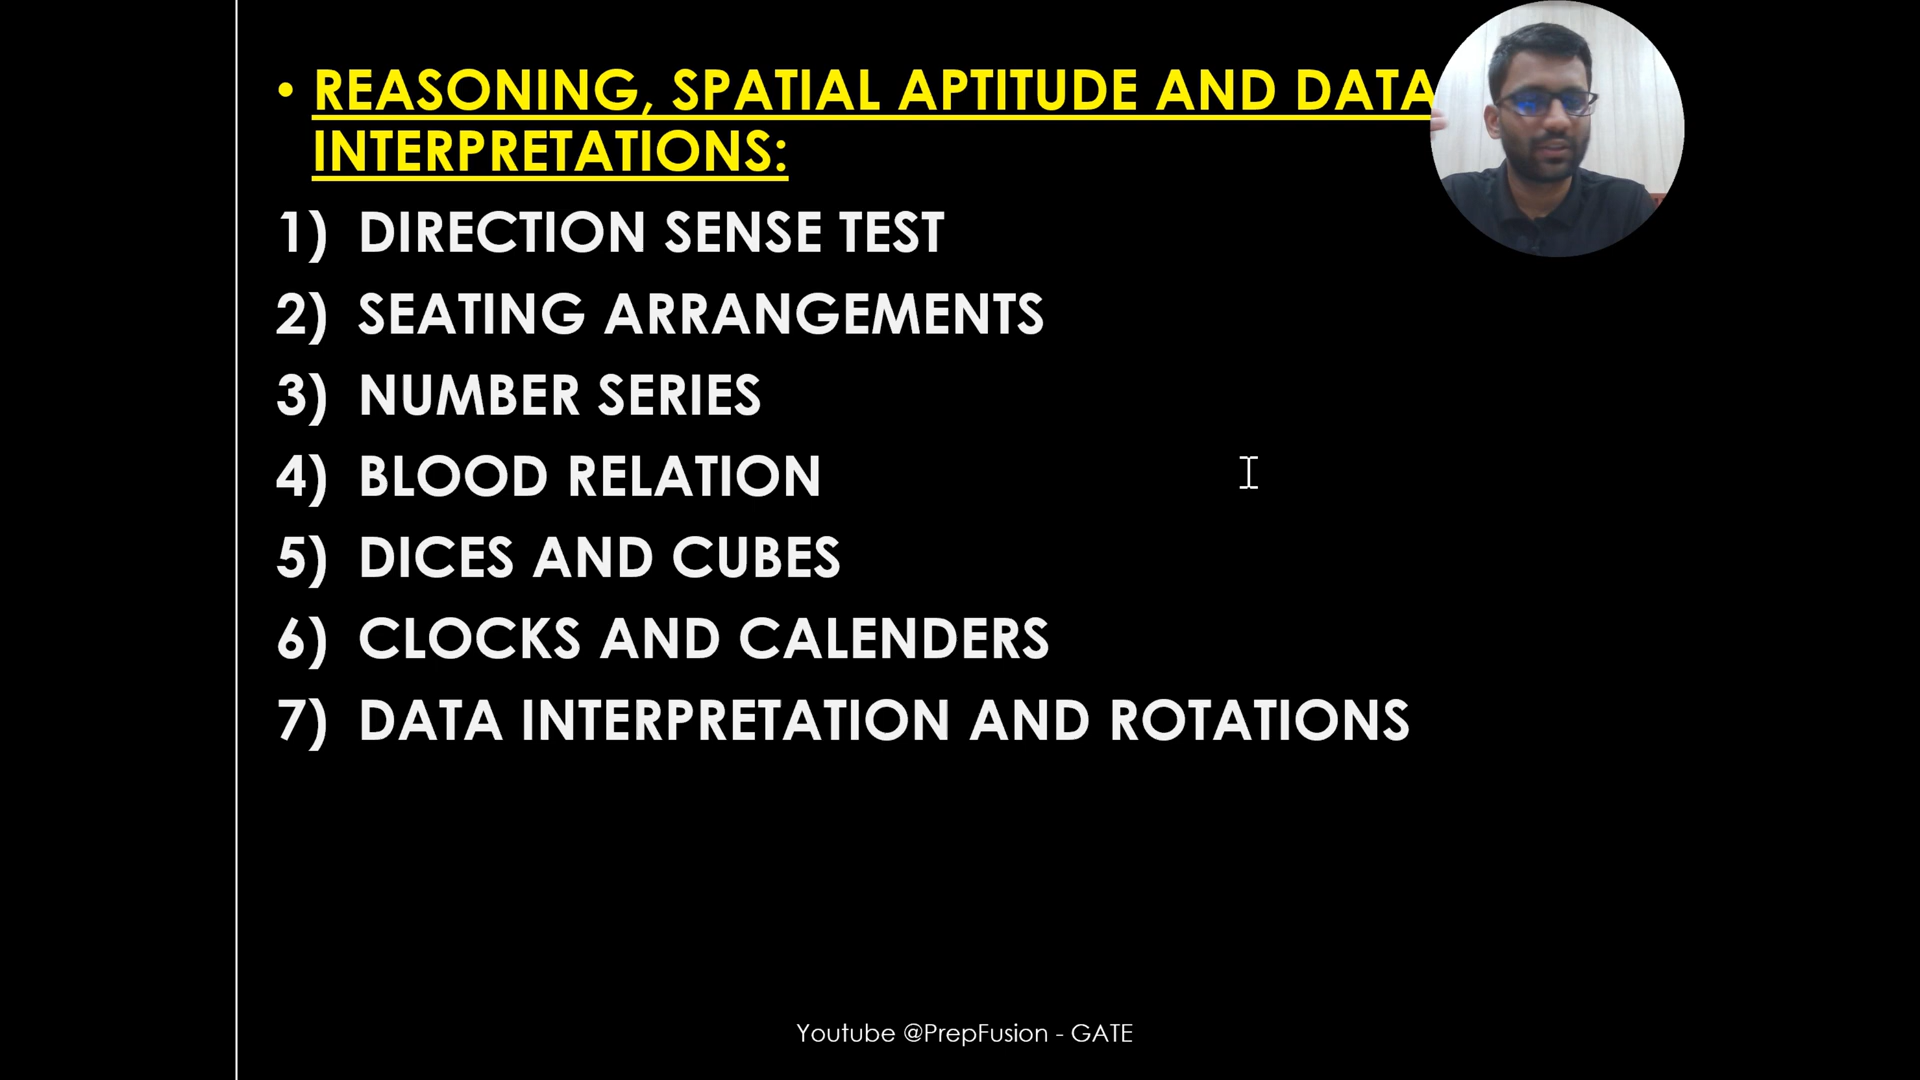 • REASONING, SPATIAL APTITUDE AND DATA
INTERPRETATIONS:
1) DIRECTION SENSE TEST
2) SEATING ARRANGEMENTS
3) NUMBER SERIES
4) BLOOD RELATION
5) DICES AND CUBES
6) CLOCKS AND CALENDERS
7) DATA INTERPRETATION AND ROTATIONS
Youtube @PrepFusion - GATE